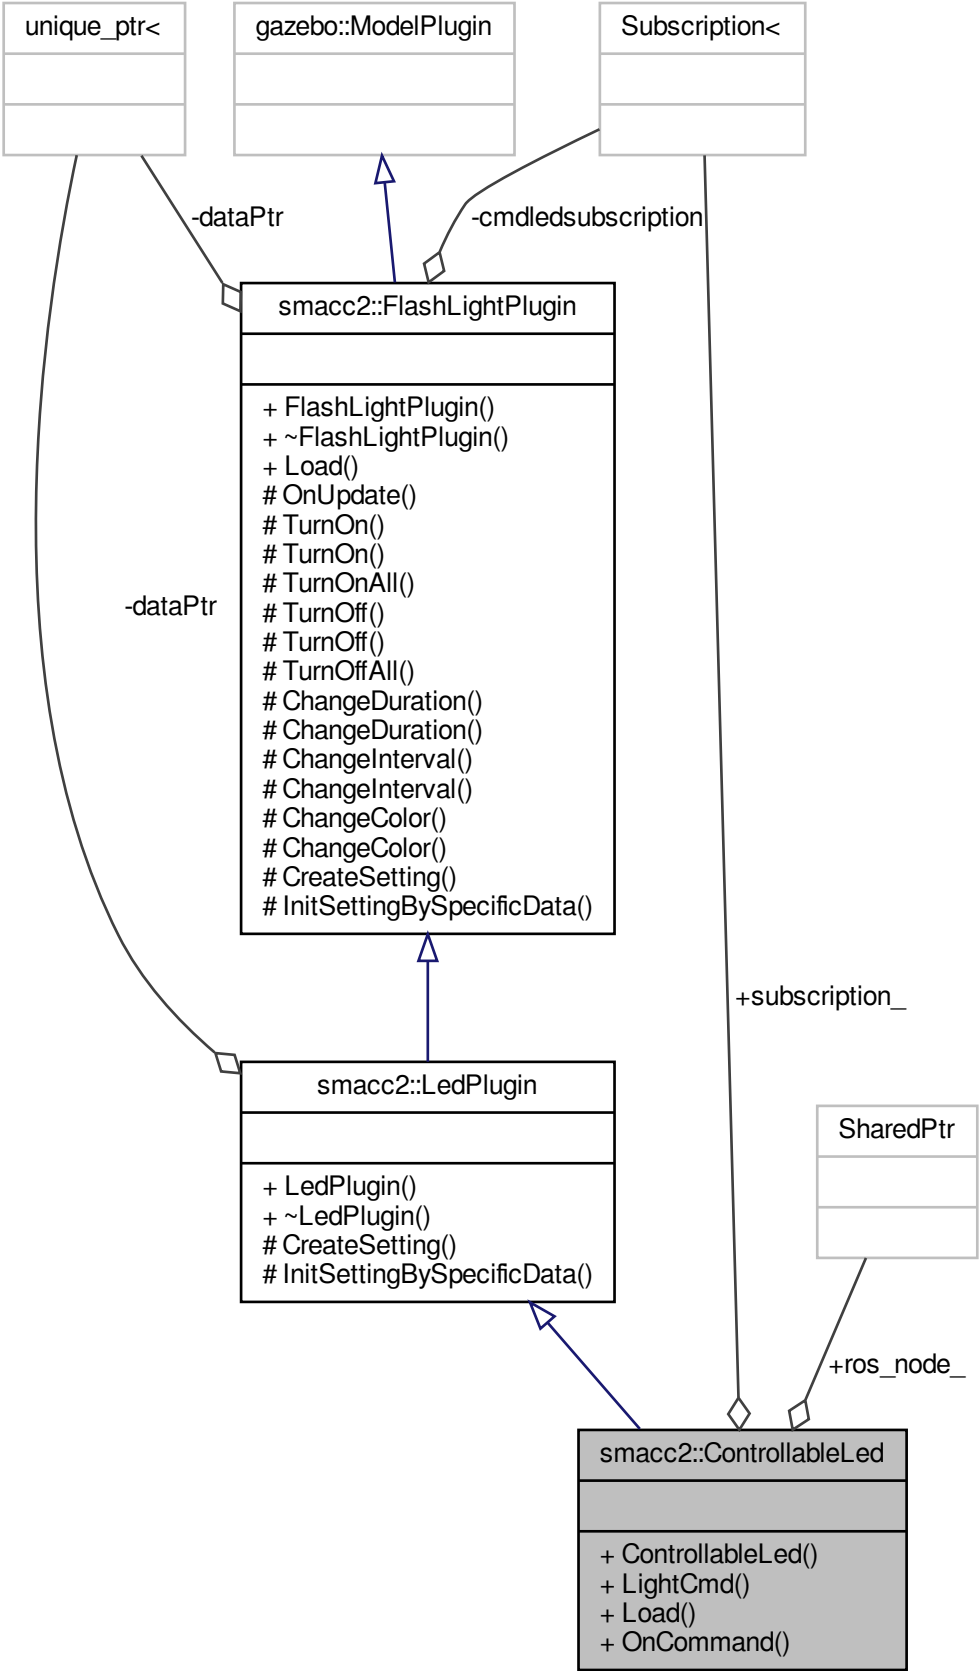 unique_ptr<
gazebo::ModelPlugin
Subscription<
-dataPtr
-cmdledsubscription
smacc2::FlashLightPlugin
+ FlashLightPlugin()
+ ~FlashLightPlugin()
+ Load()
# OnUpdate()
# TurnOn()
# TurnOn()
# TurnOnAll()
# TurnOff()
# TurnOff()
# TurnOffAll()
# ChangeDuration()
# ChangeDuration()
# ChangeInterval()
# ChangeInterval()
# ChangeColor()
# ChangeColor()
# CreateSetting()
# InitSettingBySpecificData()
-dataPtr
+subscription_
smacc2::LedPlugin
+ LedPlugin()
+ ~LedPlugin()
# CreateSetting()
# InitSettingBySpecificData()
SharedPtr
+ros_node_
smacc2::ControllableLed
+ ControllableLed()
+ LightCmd()
+ Load()
+ OnCommand()